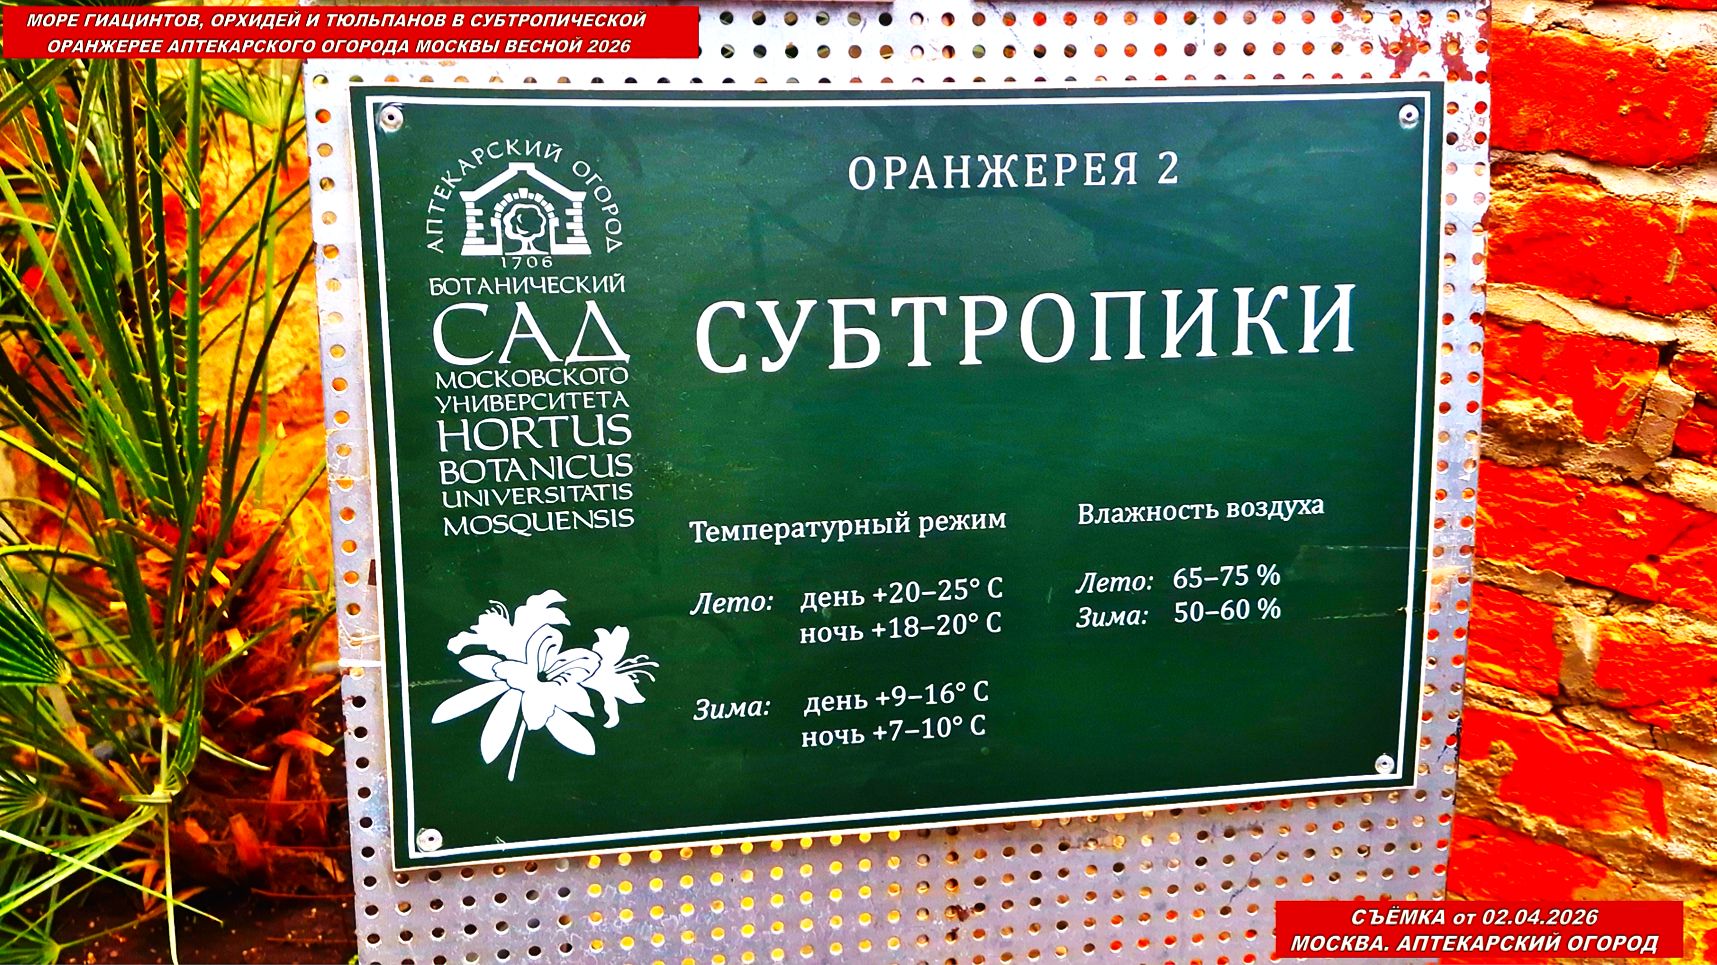 МОРЕ ГИАЦИНТОВ, ОРХИДЕЙ И ТЮЛЬПАНОВ В СУБТРОПИЧЕСКОЙ
ОРАНЖЕРЕЕ АПТЕКАРСКОГО ОГОРОДА МОСКВЫ ВЕСНОЙ 2026
АПТЕКАРСКИЙ ОГОРОД
1706
БОТАНИЧЕСКИЙ
САД
МОСКОВСКОГО
УНИВЕРСИТЕТА
HORTUS
BOTANICUS
UNIVERSITATIS
MOSQUENSIS
ОРАНЖЕРЕЯ 2
СУБТРОПИКИ
Температурный режим
Лето: день +20–25° С
ночь +18–20° С
Зима: день +9–16° С
ночь +7–10° С
Влажность воздуха
Лето: 65–75 %
Зима: 50–60 %
СЪЁМКА от 02.04.2026
МОСКВА. АПТЕКАРСКИЙ ОГОРОД